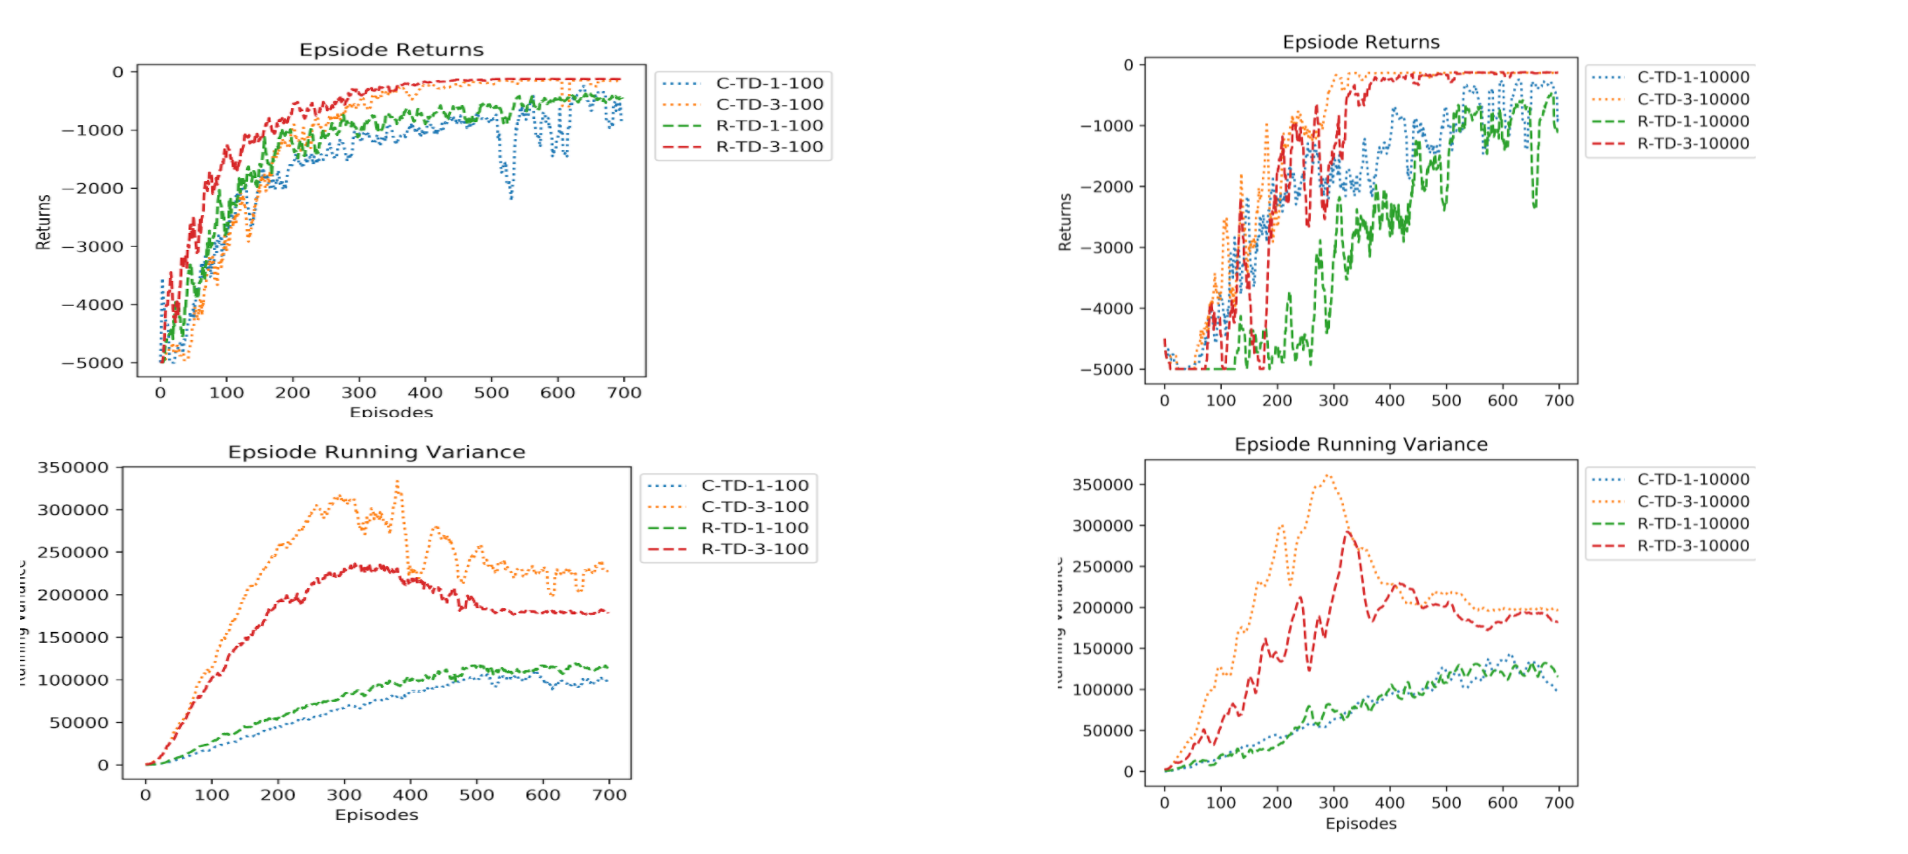 Epsiode Returns
0
−1000
−2000
−3000
−4000
−5000
Returns
0 100 200 300 400 500 600 700
Episodes
C-TD-1-100
C-TD-3-100
R-TD-1-100
R-TD-3-100
Epsiode Returns
0
−1000
−2000
−3000
−4000
−5000
Returns
0 100 200 300 400 500 600 700
C-TD-1-10000
C-TD-3-10000
R-TD-1-10000
R-TD-3-10000
Epsiode Running Variance
350000
300000
250000
200000
150000
100000
50000
0
Running Variance
0 100 200 300 400 500 600 700
Episodes
C-TD-1-100
C-TD-3-100
R-TD-1-100
R-TD-3-100
Epsiode Running Variance
350000
300000
250000
200000
150000
100000
50000
0
Running Variance
0 100 200 300 400 500 600 700
Episodes
C-TD-1-10000
C-TD-3-10000
R-TD-1-10000
R-TD-3-10000